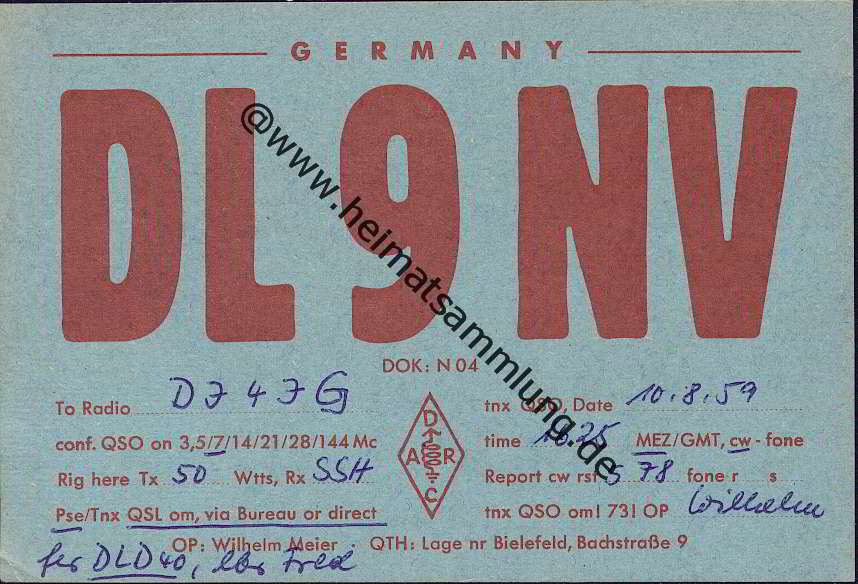 GERMANY
DL9NV
@www.heimatsammlung.de
DOK: N 04
To Radio DJ4JG
tnx QSO, Date 10.8.59
conf. QSO on 3,5/7/14/21/28/144 Mc
time 1625 MEZ/GMT, cw-fone
Rig here Tx 50 Wtts, Rx SSH
Report cw rst 578 fone r s
Pse/Tnx QSL om, via Bureau or direct
tnx QSO om! 73! OP Wilhelm
DARC
OP: Wilhelm Meier · QTH: Lage nr Bielefeld, Bachstraße 9
fer DLD40, lbr Fred